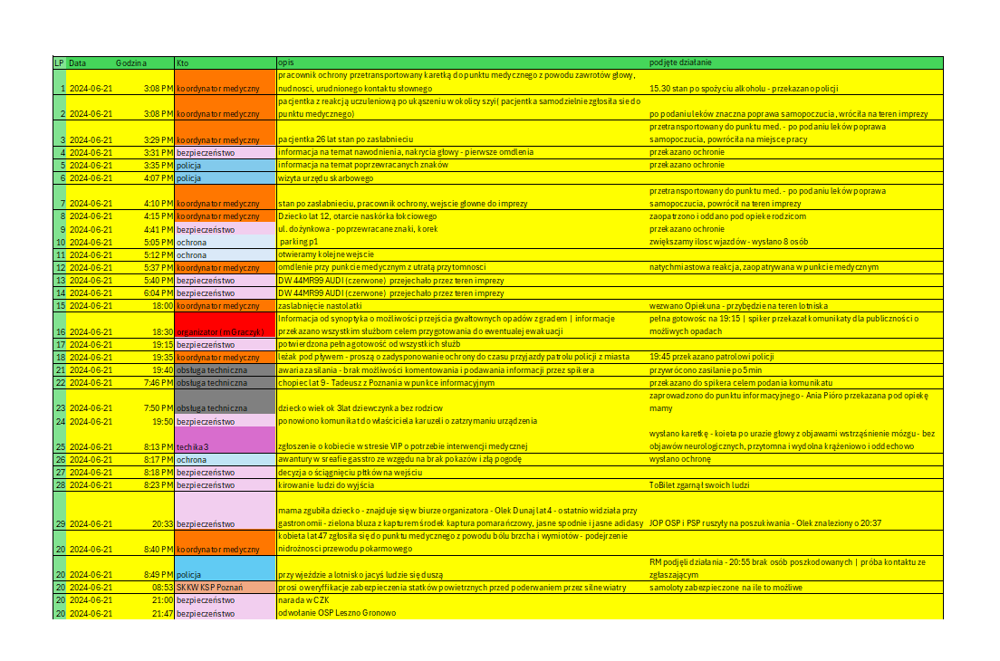 LP Data Godzina Kto opis podjęte działanie
pracownik ochrony przetransportowany karetką do punktu medycznego z powodu zawrotów głowy,
1 2024-06-21 3:08 PM koordynator medyczny nudnosci, urudnionego kontaktu słownego 15.30 stan po spożyciu alkoholu - przekazano policji
pacjentka z reakcją uczuleniową po ukąszeniu w okolicy szyi ( pacjentka samodzielnie zgłosiła sie do
2 2024-06-21 3:08 PM koordynator medyczny punktu medycznego) po podaniu leków znaczna poprawa samopoczucia, wróciła na teren imprezy
przetransportowany do punktu med. - po podaniu leków poprawa
3 2024-06-21 3:29 PM koordynator medyczny pacjentka 26 lat stan po zasłabnieciu samopoczucia, powróciła na miejsce pracy
4 2024-06-21 3:31 PM bezpieczeństwo informacja na temat nawodnienia, nakrycia głowy - pierwsze omdlenia przekazano ochronie
5 2024-06-21 3:35 PM policja informacja na temat poprzewracanych znaków przekazano ochronie
6 2024-06-21 4:07 PM policja wizyta urzędu skarbowego
przetransportowany do punktu med. - po podaniu leków poprawa
7 2024-06-21 4:10 PM koordynator medyczny stan po zasłabnieciu, pracownik ochrony, wejscie główne do imprezy samopoczucia, powrócił na teren imprezy
8 2024-06-21 4:15 PM koordynator medyczny Dziecko lat 12, otarcie naskórka łokciowego zaopatrzono i oddano pod opieke rodzicom
9 2024-06-21 4:41 PM bezpieczeństwo ul. dożynkowa - poprzewracane znaki, korek przekazano ochronie
10 2024-06-21 5:05 PM ochrona parking p1 zwiększamy ilosc wjazdów - wysłano 8 osób
11 2024-06-21 5:12 PM ochrona otwieramy kolejne wejscie
12 2024-06-21 5:37 PM koordynator medyczny omdlenie przy punkcie medycznym z utratą przytomnosci natychmiastowa reakcja, zaopatrywana w punkcie medycznym
13 2024-06-21 5:40 PM bezpieczeństwo DW 44MR99 AUDI (czerwone) przejechało przez teren imprezy
14 2024-06-21 6:04 PM bezpieczeństwo DW 44MR99 AUDI (czerwone) przejechało przez teren imprezy
15 2024-06-21 18:00 koordynator medyczny zasłabnięcie nastolatki wezwano Opiekuna - przybędzie na teren lotniska
Informacja od synoptyka o możliwości przejścia gwałtownych opadów z gradem | informacje pełna gotowośc na 19:15 | spiker przekazał komunikaty dla publiczności o
16 2024-06-21 18:30 organizator (m Graczyk) przekazano wszystkim służbom celem przygotowania do ewentualej ewakuacji możliwych opadach
17 2024-06-21 19:15 bezpieczeństwo potwierdzona pełna gotowość od wszystkich służb
18 2024-06-21 19:35 koordynator medyczny leżak pod pływem - proszą o zadysponowanie ochrony do czasu przyjazdy patrolu policji z miasta 19:45 przekazano patrolowi policji
21 2024-06-21 19:40 obsługa techniczna awaria zasilania - brak możliwości komentowania i podawania informacji przez spikera przywrócono zasilanie po 5 min
22 2024-06-21 7:46 PM obsługa techniczna chopiec lat 9 - Tadeusz z Poznania w punkce informacyjnym przekazano do spikera celem podania komunikatu
zaprowadzono do punktu informacyjnego - Ania Pióro przekazana pod opiekę
23 2024-06-21 7:50 PM obsługa techniczna dziecko wiek ok 3lat dziewczynka bez rodzicw mamy
24 2024-06-21 19:50 bezpieczeństwo ponowiono komunikat do właściciela karuzeli o zatrzymaniu urządzenia
wysłano karetkę - koieta po urazie głowy z objawami wstrząśnienie mózgu - bez
25 2024-06-21 8:13 PM techika 3 zgłoszenie o kobiecie w stresie VIP o potrzebie interwencji medycznej objawów neurologicznych, przytomna i wydolna krążeniowo i oddechowo
26 2024-06-21 8:17 PM ochrona awantury w sreafie gasstro ze wzgędu na brak pokazów i złą pogodę wysłano ochronę
27 2024-06-21 8:18 PM bezpieczeństwo decyzja o ściągnięciu płtków na wejściu
28 2024-06-21 8:23 PM bezpieczeństwo kirowanie ludzi do wyjścia ToBilet zgarnął swoich ludzi
mama zgubiła dziecko - znajduje się w biurze organizatora - Olek Dunaj lat 4 - ostatnio widziała przy
29 2024-06-21 20:33 bezpieczeństwo gastronomii - zielona bluza z kapturem środek kaptura pomarańczowy, jasne spodnie i jasne adidasy JOP OSP i PSP ruszyły na poszukiwania - Olek znaleziony o 20:37
kobieta lat 47 zgłosiła się do punktu medycznego z powodu bólu brzcha i wymiotów - podejrzenie
20 2024-06-21 8:40 PM koordynator medyczny nidrożnosci przewodu pokarmowego
RM podjęli działania - 20:55 brak osób poszkodowanych | próba kontaktu ze
20 2024-06-21 8:49 PM policja przy wjeździe a lotnisko jacyś ludzie się duszą zgłaszającym
20 2024-06-21 08:53 SKKW KSP Poznań prosi o weryfikacje zabezpieczenia statków powietrznych przed poderwaniem przez silne wiatry samoloty zabezpieczone na ile to możliwe
20 2024-06-21 21:00 bezpieczeństwo narada w CZK
20 2024-06-21 21:47 bezpieczeństwo odwołanie OSP Leszno Gronowo